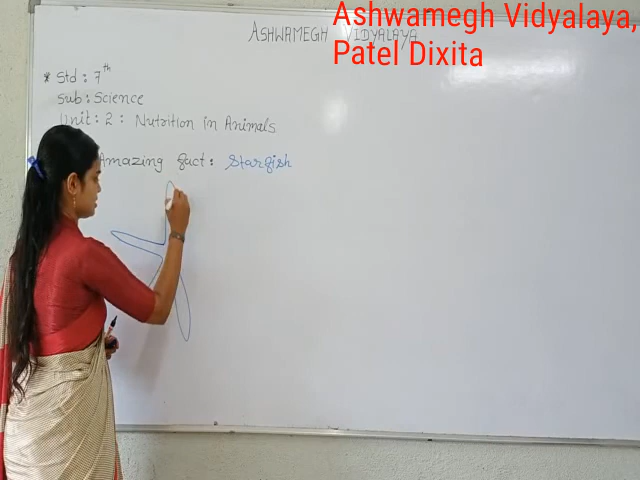 Ashwamegh Vidyalaya,
Patel Dixita
ASHWAMEGH VIDYALAYA
* Std : 7th
Sub : Science
Unit : 2 : Nutrition in Animals
Amazing fact : Starfish